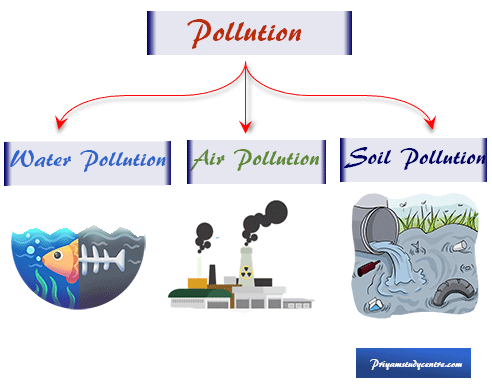 Pollution
Water Pollution
Air Pollution
Soil Pollution
Priyamstudycentre.com